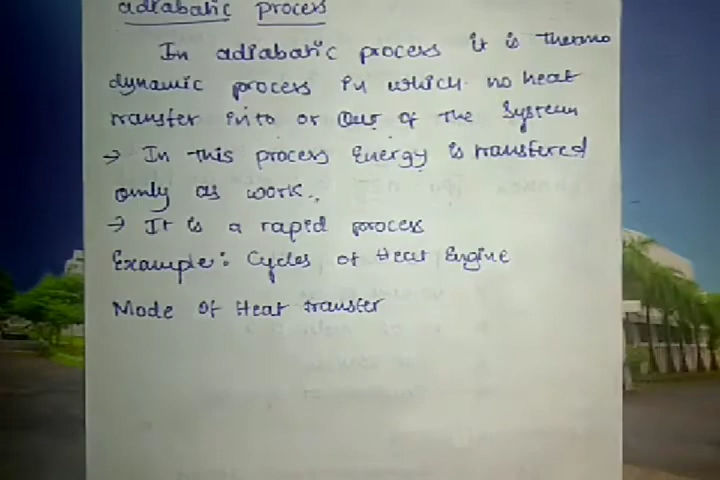 adiabatic process
In adiabatic process it is thermo
dynamic process in which no heat
transfer into or out of the system
→ In this process Energy is transfered
only as work.
→ It is a rapid process
Example: Cycles of Heat Engine
Mode of Heat transfer